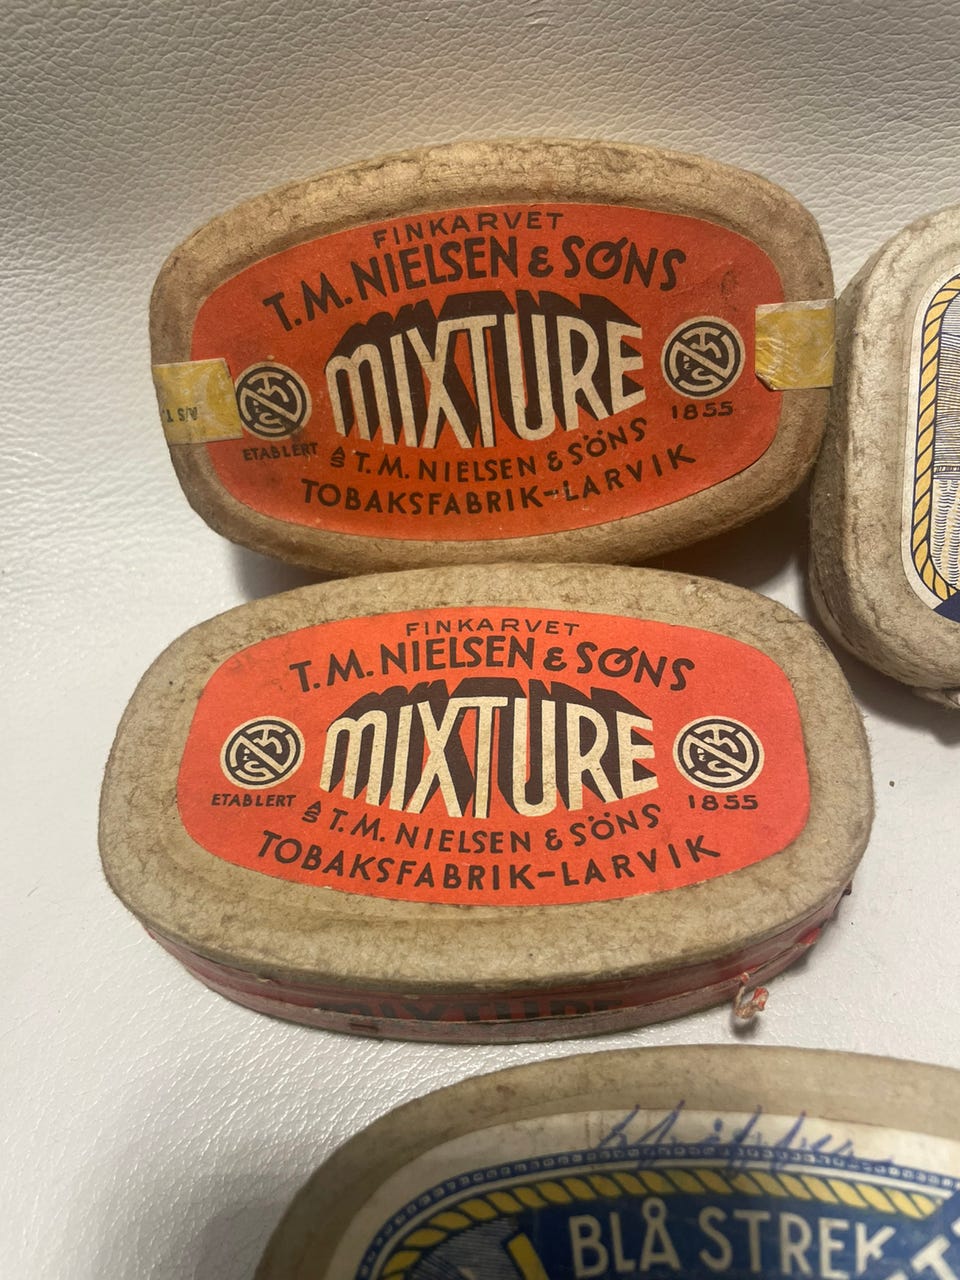 FINKARVET
T.M. NIELSEN & SØNS
MIXTURE
ETABLERT
1855
A/S T.M. NIELSEN & SÖNS
TOBAKSFABRIK-LARVIK
A/S T.
FINKARVET
T.M. NIELSEN & SØNS
MIXTURE
ETABLERT
1855
A/S T.M. NIELSEN & SÖNS
TOBAKSFABRIK-LARVIK
MIXTURE
BLÅ STREK